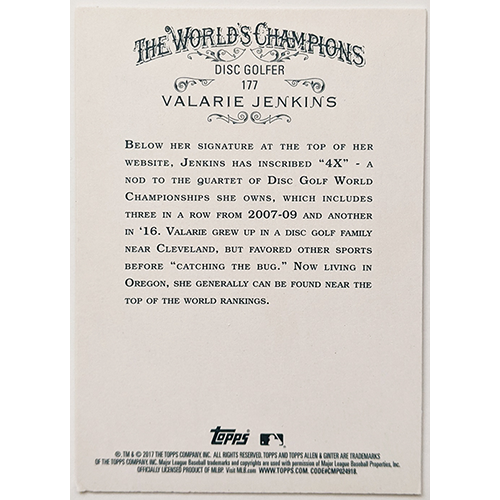 THE WORLD'S CHAMPIONS
DISC GOLFER
177
VALARIE JENKINS
BELOW HER SIGNATURE AT THE TOP OF HER
WEBSITE, JENKINS HAS INSCRIBED "4X" - A
NOD TO THE QUARTET OF DISC GOLF WORLD
CHAMPIONSHIPS SHE OWNS, WHICH INCLUDES
THREE IN A ROW FROM 2007-09 AND ANOTHER
IN '16. VALARIE GREW UP IN A DISC GOLF FAMILY
NEAR CLEVELAND, BUT FAVORED OTHER SPORTS
BEFORE "CATCHING THE BUG." NOW LIVING IN
OREGON, SHE GENERALLY CAN BE FOUND NEAR THE
TOP OF THE WORLD RANKINGS.
Topps
®, TM & © 2017 THE TOPPS COMPANY, INC. ALL RIGHTS RESERVED. TOPPS AND TOPPS ALLEN & GINTER ARE TRADEMARKS
OF THE TOPPS COMPANY, INC. Major League Baseball trademarks and copyrights are used with permission of Major League Baseball Properties, Inc.
OFFICIALLY LICENSED PRODUCT OF MLBP. Visit MLB.com WWW.TOPPS.COM. CODE#CMP024918.